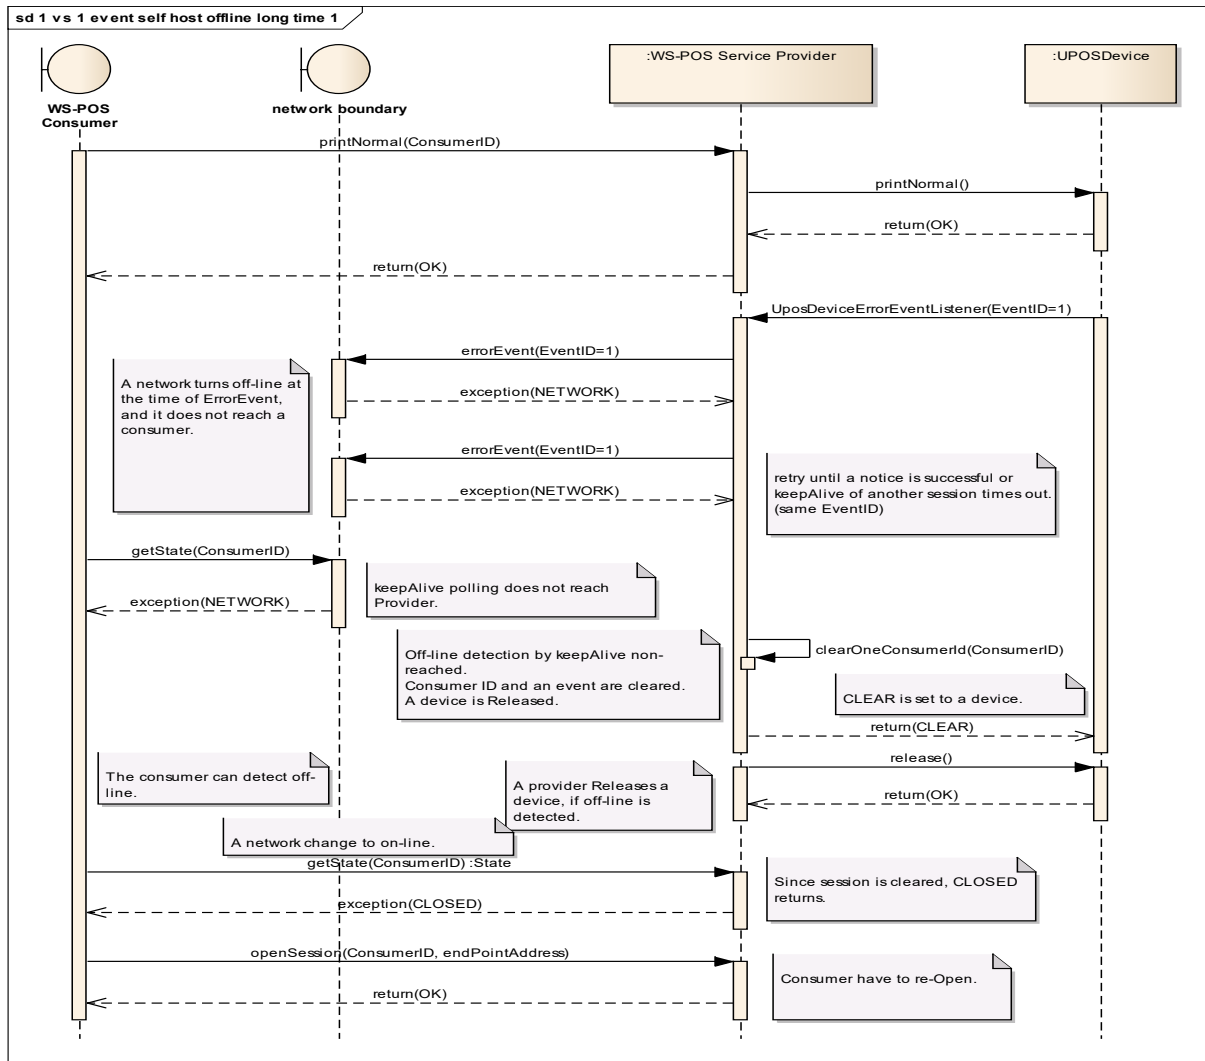 sd 1 vs 1 event self host offline long time 1
WS-POS
Consumer
network boundary
:WS-POS Service Provider
:UPOSDevice
printNormal(ConsumerID)
printNormal()
return(OK)
return(OK)
UposDeviceErrorEventListener(EventID=1)
errorEvent(EventID=1)
A network turns off-line at
the time of ErrorEvent,
and it does not reach a
consumer.
exception(NETWORK)
errorEvent(EventID=1)
retry until a notice is successful or
keepAlive of another session times out.
(same EventID)
exception(NETWORK)
getState(ConsumerID)
keepAlive polling does not reach
Provider.
exception(NETWORK)
Off-line detection by keepAlive non-
reached.
Consumer ID and an event are cleared.
A device is Released.
clearOneConsumerId(ConsumerID)
CLEAR is set to a device.
return(CLEAR)
release()
The consumer can detect off-
line.
A provider Releases a
device, if off-line is
detected.
return(OK)
A network change to on-line.
getState(ConsumerID) :State
Since session is cleared, CLOSED
returns.
exception(CLOSED)
openSession(ConsumerID, endPointAddress)
Consumer have to re-Open.
return(OK)